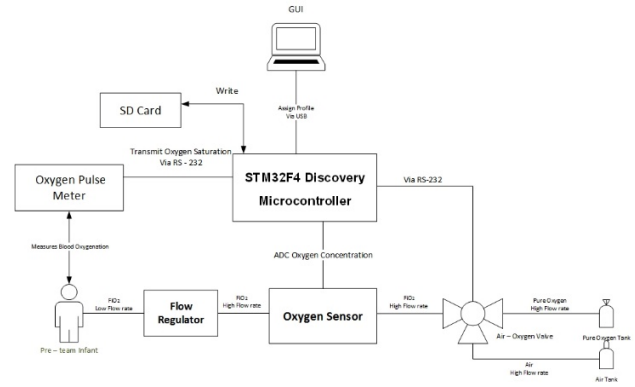 GUI
Write
SD Card
Assign Profile
Via USB
Transmit Oxygen Saturation
Via RS - 232
Oxygen Pulse
Meter
STM32F4 Discovery
Microcontroller
Via RS-232
Measures Blood Oxygenation
ADC Oxygen Concentration
FiO2
Low Flow rate
Flow
Regulator
FiO2
High Flow rate
Oxygen Sensor
FiO2
High Flow rate
Pure Oxygen
High Flow rate
Pure Oxygen Tank
Air – Oxygen Valve
Pre – team Infant
Air
High Flow rate
Air Tank